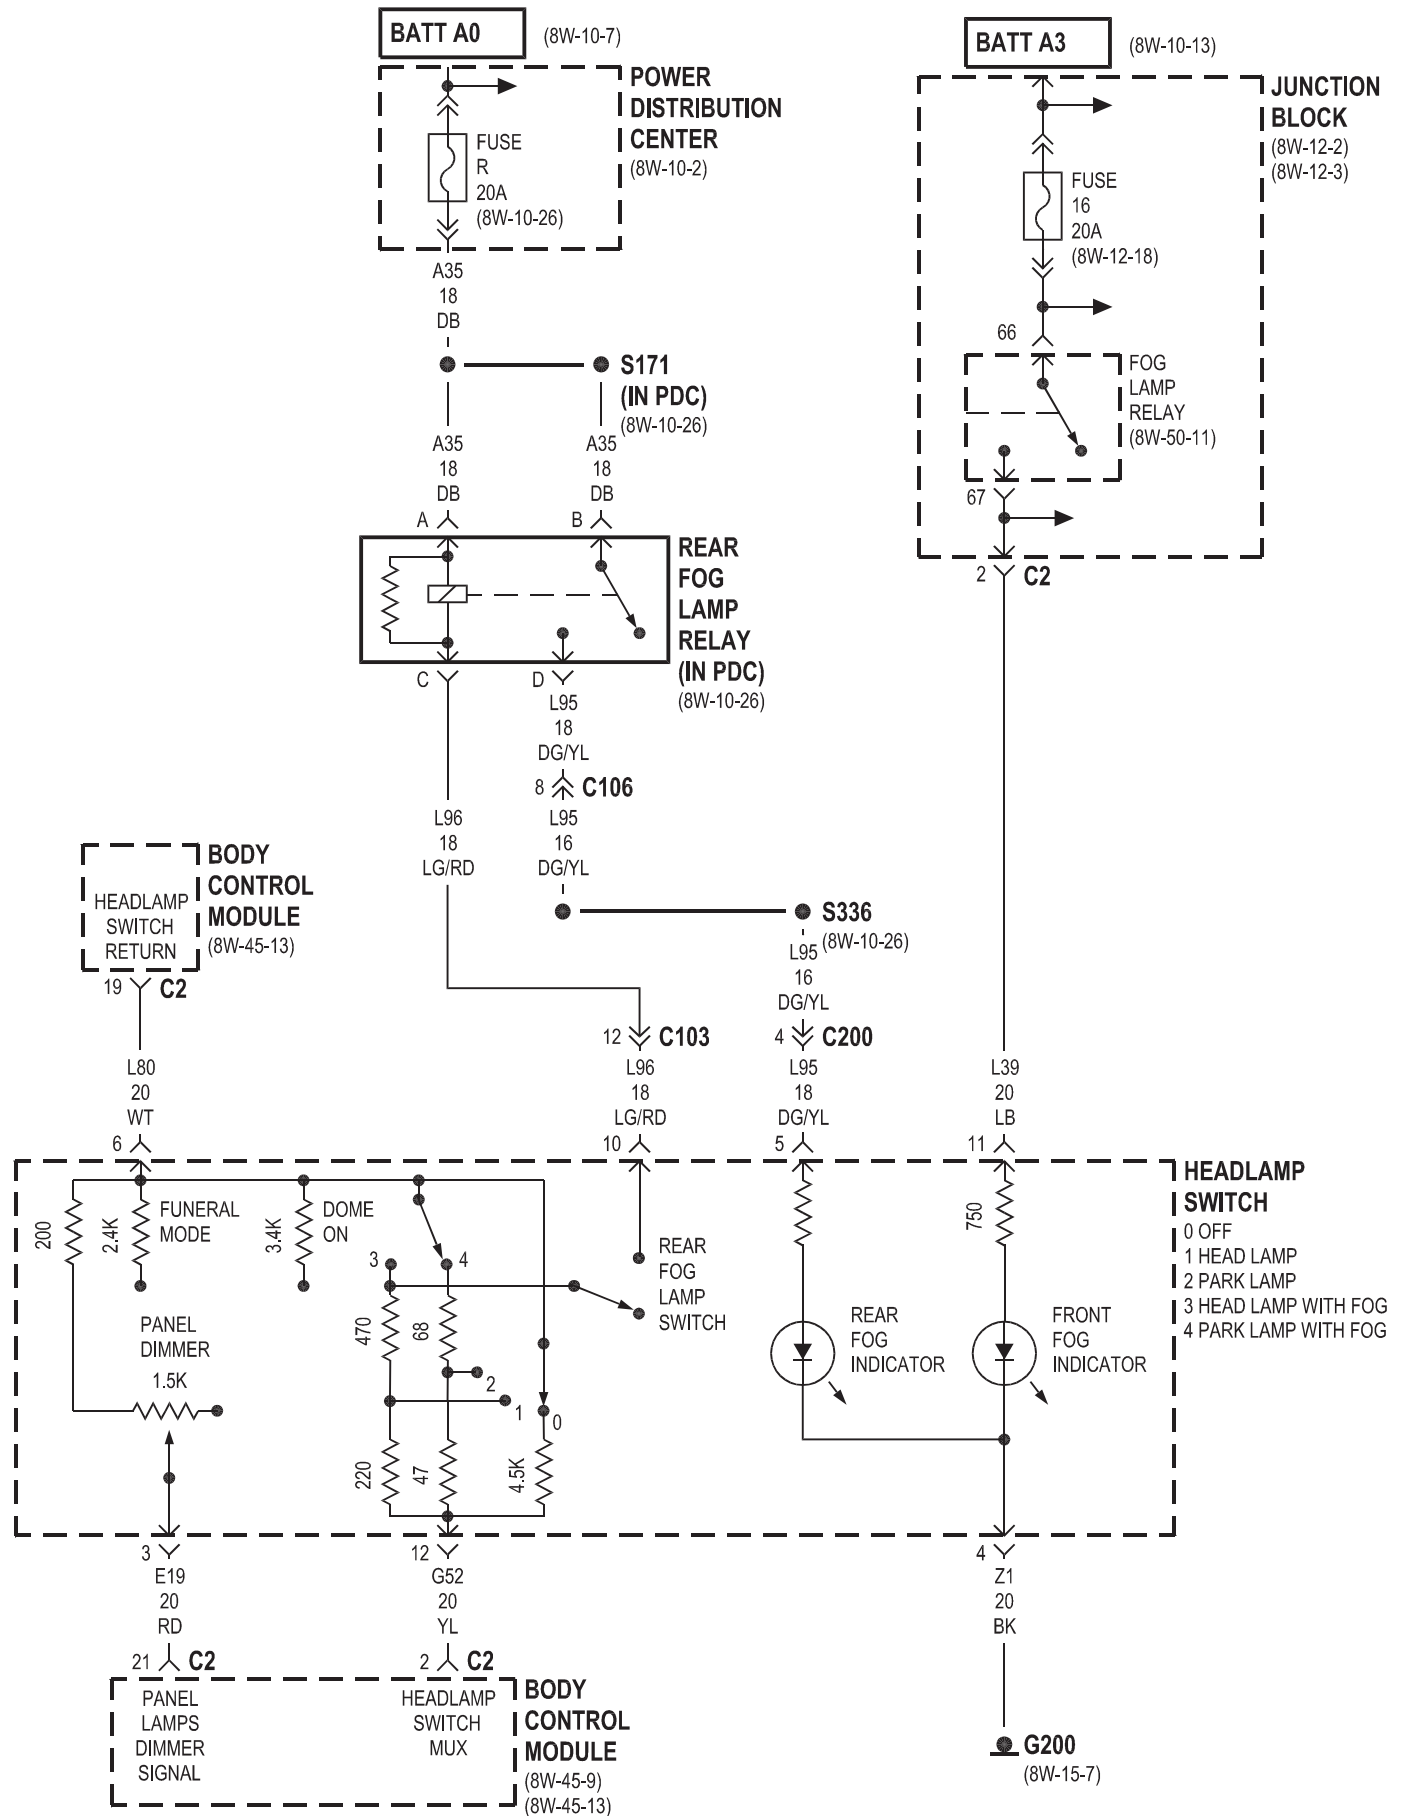 BATT A0
(8W-10-7)
BATT A3
(8W-10-13)
POWER
DISTRIBUTION
CENTER
(8W-10-2)
FUSE
R
20A
(8W-10-26)
JUNCTION
BLOCK
(8W-12-2)
(8W-12-3)
FUSE
16
20A
(8W-12-18)
A35
18
DB
S171
(IN PDC)
(8W-10-26)
66
FOG
LAMP
RELAY
(8W-50-11)
67
2
C2
A35
18
DB
A35
18
DB
A
B
REAR
FOG
LAMP
RELAY
(IN PDC)
(8W-10-26)
C
D
L95
18
DG/YL
8
C106
L95
16
DG/YL
L96
18
LG/RD
S336
(8W-10-26)
L95
16
DG/YL
BODY
CONTROL
MODULE
(8W-45-13)
HEADLAMP
SWITCH
RETURN
19
C2
12
C103
4
C200
L80
20
WT
L96
18
LG/RD
L95
18
DG/YL
L39
20
LB
6
10
5
11
HEADLAMP
SWITCH
0 OFF
1 HEAD LAMP
2 PARK LAMP
3 HEAD LAMP WITH FOG
4 PARK LAMP WITH FOG
200
2.4K
FUNERAL
MODE
3.4K
DOME
ON
3
4
REAR
FOG
LAMP
SWITCH
750
470
68
PANEL
DIMMER
1.5K
2
1
0
REAR
FOG
INDICATOR
FRONT
FOG
INDICATOR
220
47
4.5K
3
12
4
E19
20
RD
G52
20
YL
Z1
20
BK
21
C2
2
C2
PANEL
LAMPS
DIMMER
SIGNAL
HEADLAMP
SWITCH
MUX
BODY
CONTROL
MODULE
(8W-45-9)
(8W-45-13)
G200
(8W-15-7)